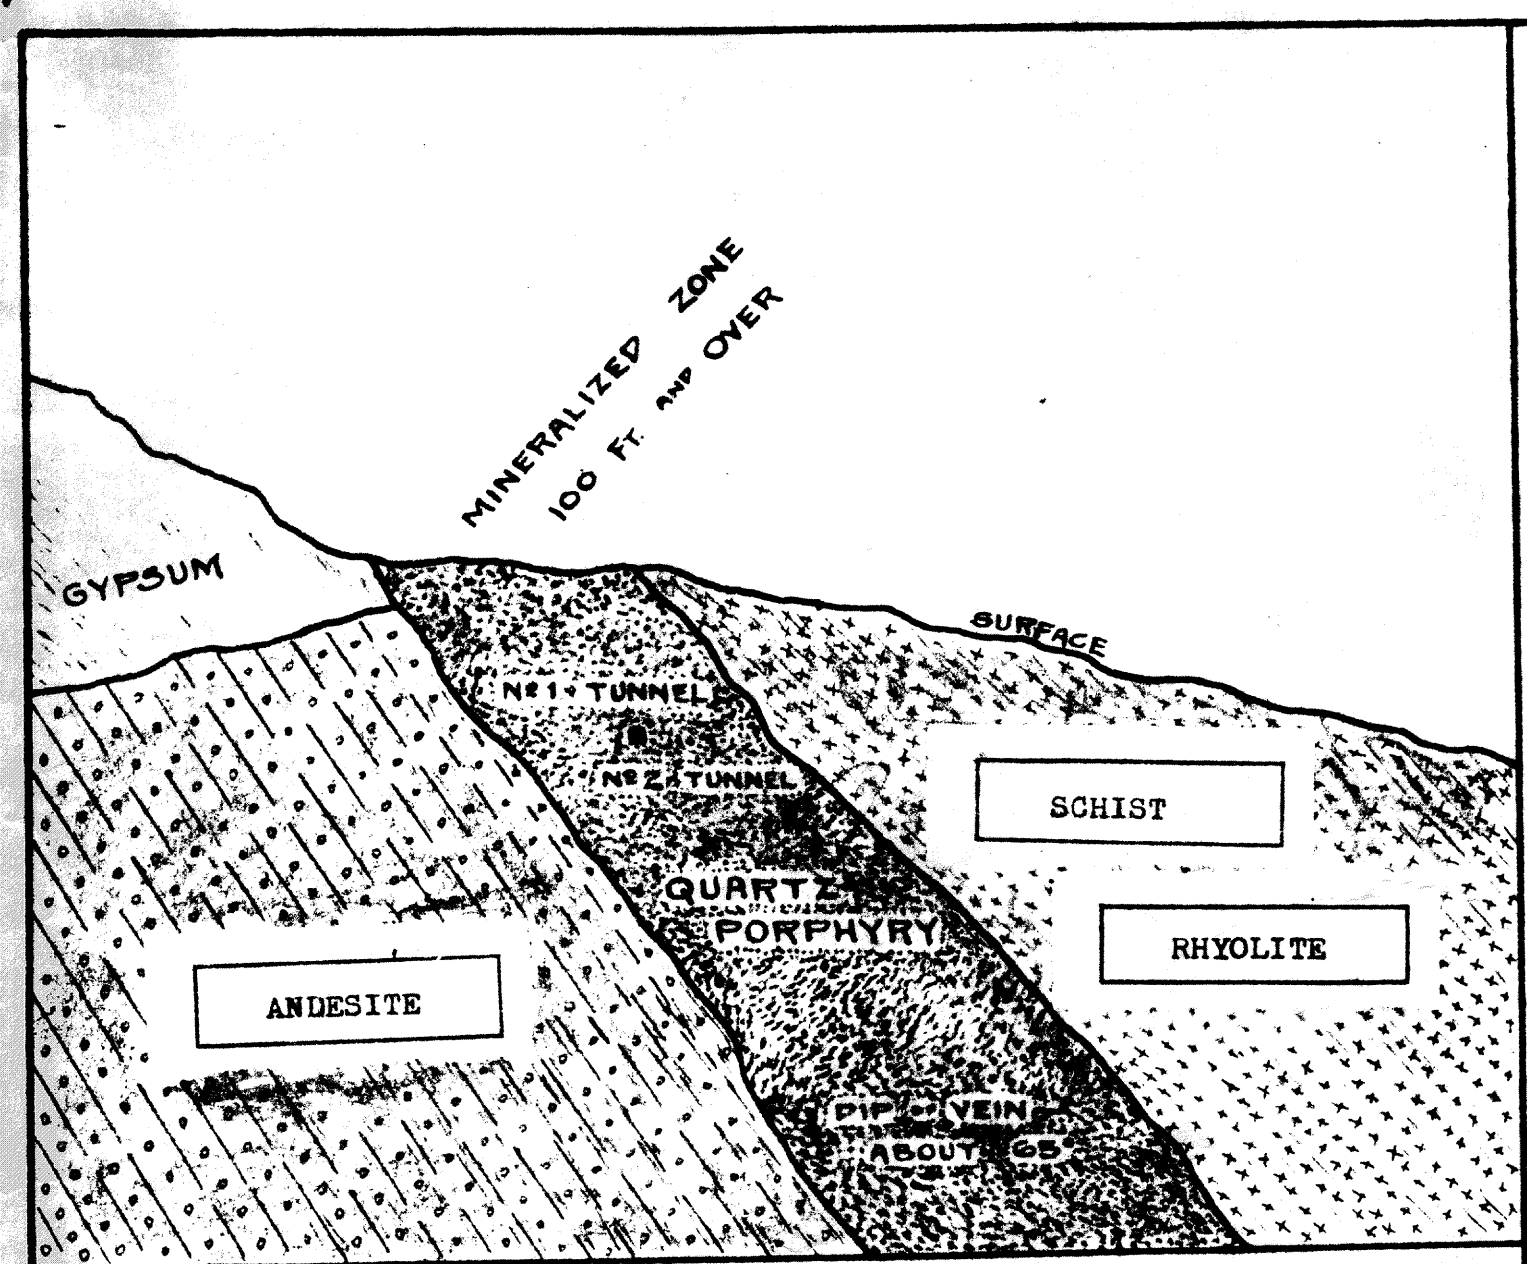 MINERALIZED ZONE
100 FT. AND OVER
GYPSUM
SURFACE
Nº 1 TUNNEL
Nº 2 TUNNEL
SCHIST
QUARTZ
PORPHYRY
RHYOLITE
ANDESITE
DIP OF VEIN
ABOUT 65°